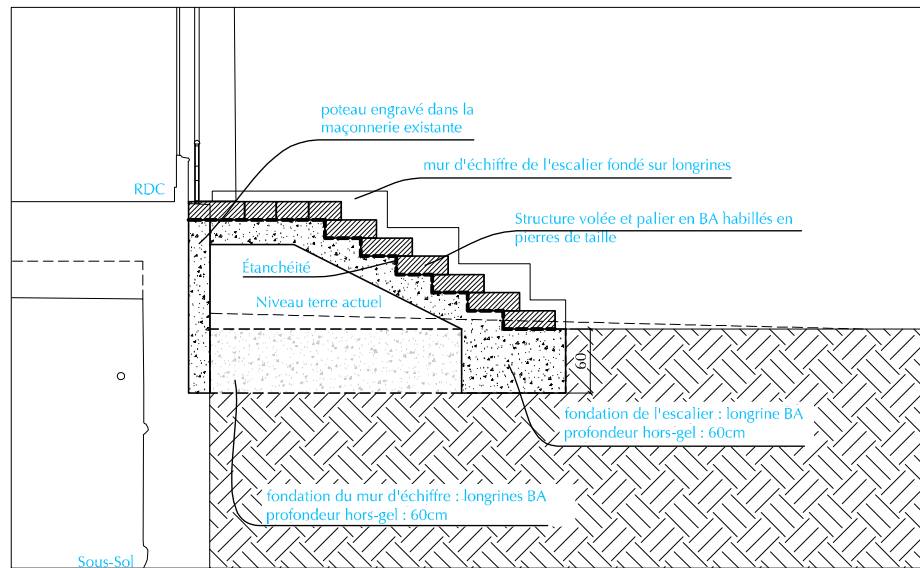 poteau engravé dans la
maçonnerie existante
mur d'échiffre de l'escalier fondé sur longrines
RDC
Structure volée et palier en BA habillés en
pierres de taille
Étanchéité
Niveau terre actuel
60
fondation de l'escalier : longrine BA
profondeur hors-gel : 60cm
fondation du mur d'échiffre : longrines BA
profondeur hors-gel : 60cm
Sous-Sol